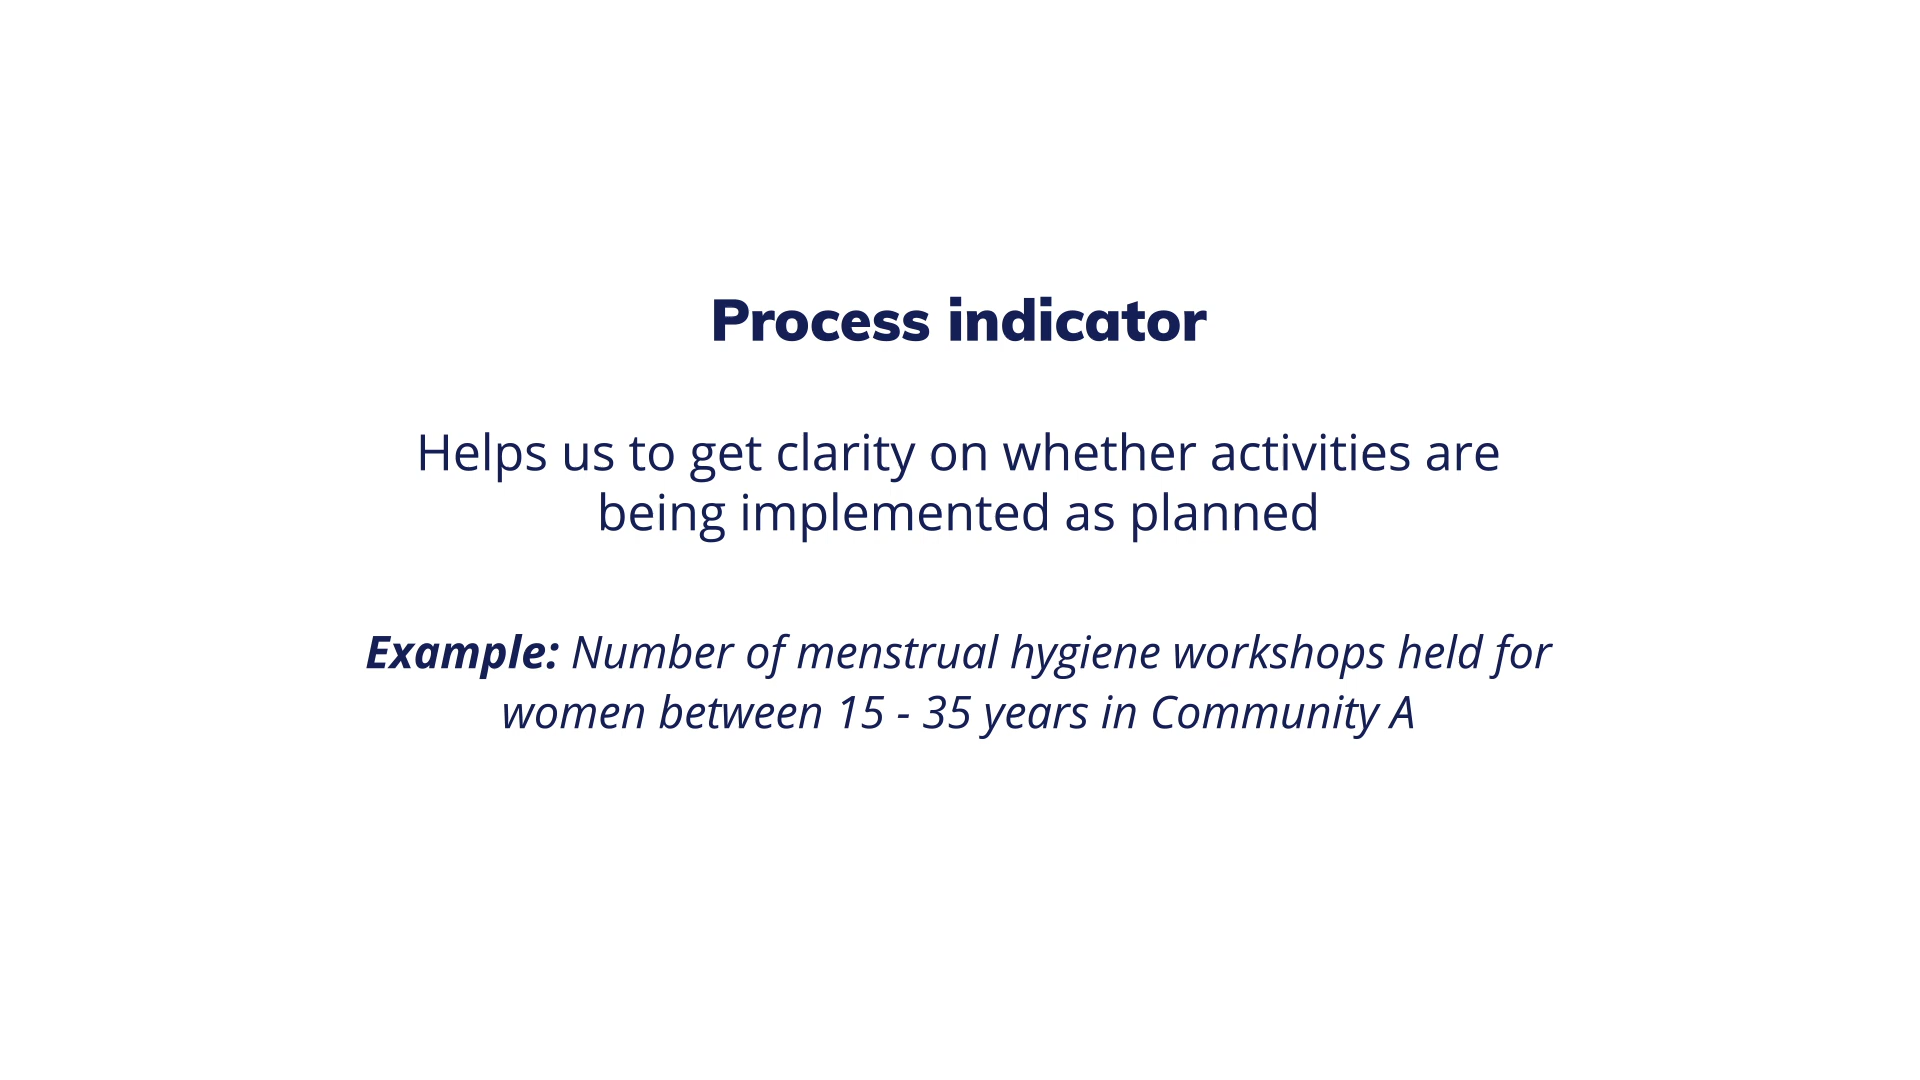 Process indicator
Helps us to get clarity on whether activities are
being implemented as planned
Example: Number of menstrual hygiene workshops held for
women between 15 - 35 years in Community A